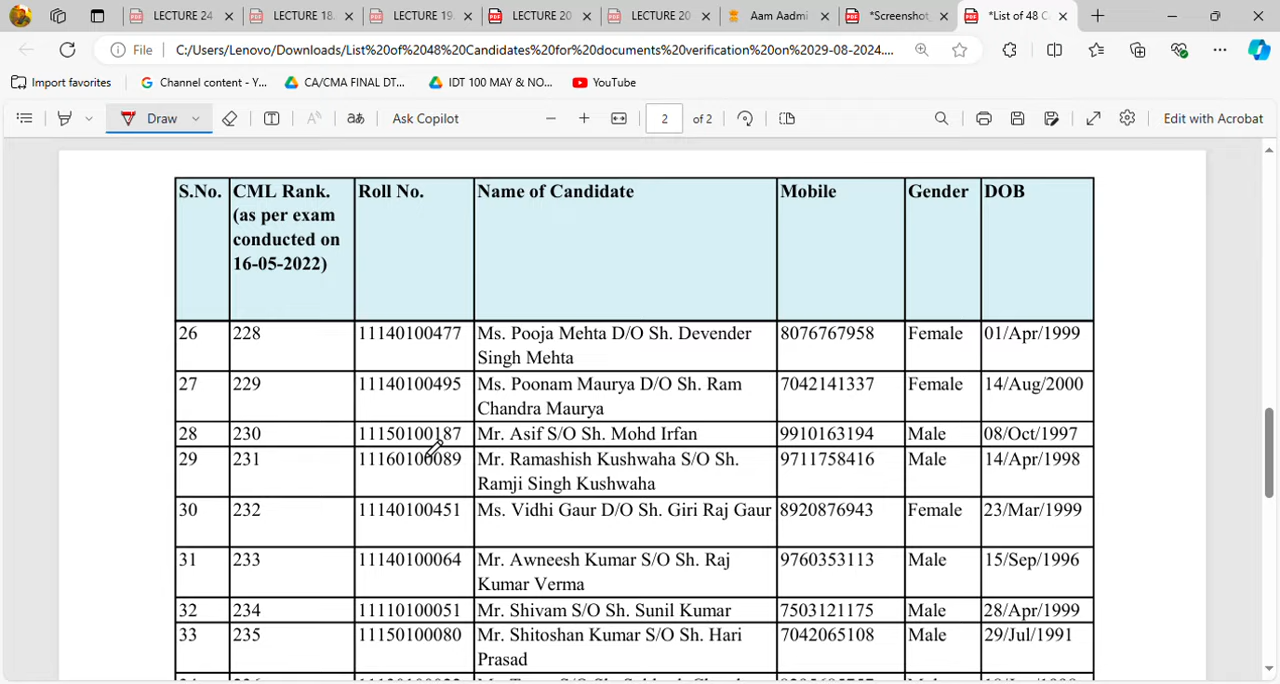 LECTURE 24
LECTURE 18.
LECTURE 19.
LECTURE 20
LECTURE 20
Aam Aadmi
*Screenshot
*List of 48 C
File
C:/Users/Lenovo/Downloads/List%20of%2048%20Candidates%20for%20documents%20verification%20on%2029-08-2024....
Import favorites
Channel content - Y...
CA/CMA FINAL DT...
IDT 100 MAY & NO...
YouTube
Draw
Ask Copilot
2
of 2
Edit with Acrobat
S.No. CML Rank. (as per exam conducted on 16-05-2022) Roll No. Name of Candidate Mobile Gender DOB
26 228 11140100477 Ms. Pooja Mehta D/O Sh. Devender 8076767958 Female 01/Apr/1999
Singh Mehta
27 229 11140100495 Ms. Poonam Maurya D/O Sh. Ram 7042141337 Female 14/Aug/2000
Chandra Maurya
28 230 11150100187 Mr. Asif S/O Sh. Mohd Irfan 9910163194 Male 08/Oct/1997
29 231 11160100089 Mr. Ramashish Kushwaha S/O Sh. 9711758416 Male 14/Apr/1998
Ramji Singh Kushwaha
30 232 11140100451 Ms. Vidhi Gaur D/O Sh. Giri Raj Gaur 8920876943 Female 23/Mar/1999
31 233 11140100064 Mr. Awneesh Kumar S/O Sh. Raj 9760353113 Male 15/Sep/1996
Kumar Verma
32 234 11110100051 Mr. Shivam S/O Sh. Sunil Kumar 7503121175 Male 28/Apr/1999
33 235 11150100080 Mr. Shitoshan Kumar S/O Sh. Hari 7042065108 Male 29/Jul/1991
Prasad